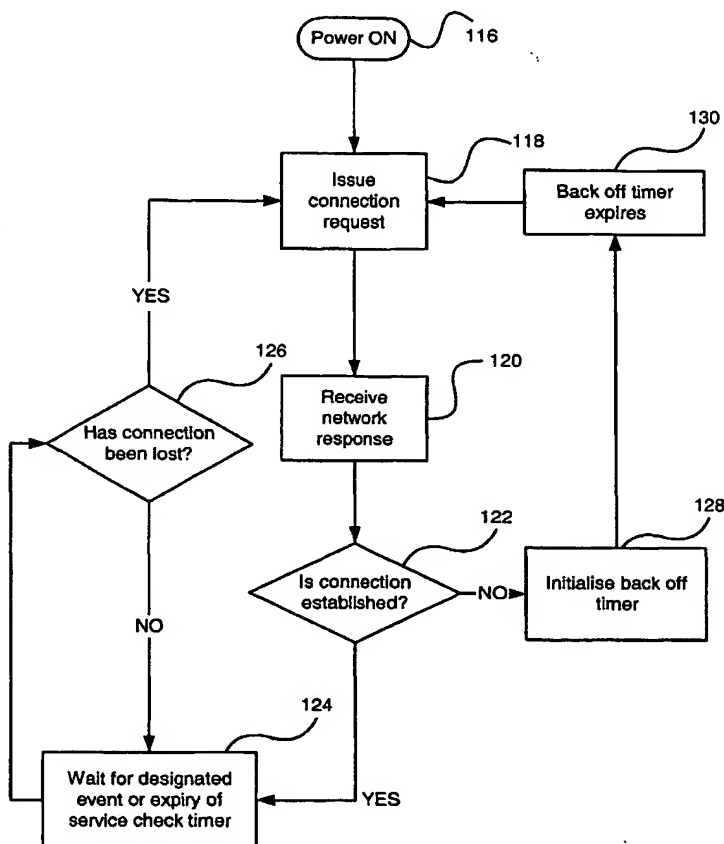 Power ON
116
118
Issue
connection
request
130
Back off timer
expires
YES
126
Has connection
been lost?
120
Receive
network
response
122
Is connection
established?
NO
128
Initialise back off
timer
NO
124
Wait for designated
event or expiry of
service check timer
YES